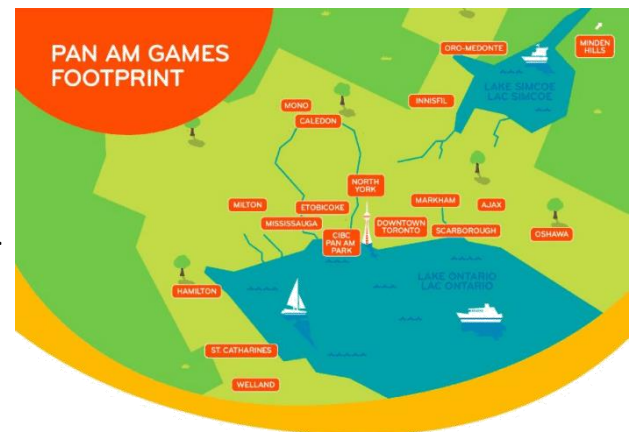 PAN AM GAMES
FOOTPRINT
ORO-MEDONTE
MINDEN
HILLS
LAKE SIMCOE
LAC SIMCOE
INNISFIL
MONO
CALEDON
NORTH
YORK
MILTON
ETOBICOKE
MARKHAM
AJAX
MISSISSAUGA
CIBC
PAN AM
PARK
DOWNTOWN
TORONTO
SCARBOROUGH
OSHAWA
HAMILTON
LAKE ONTARIO
LAC ONTARIO
ST. CATHARINES
WELLAND